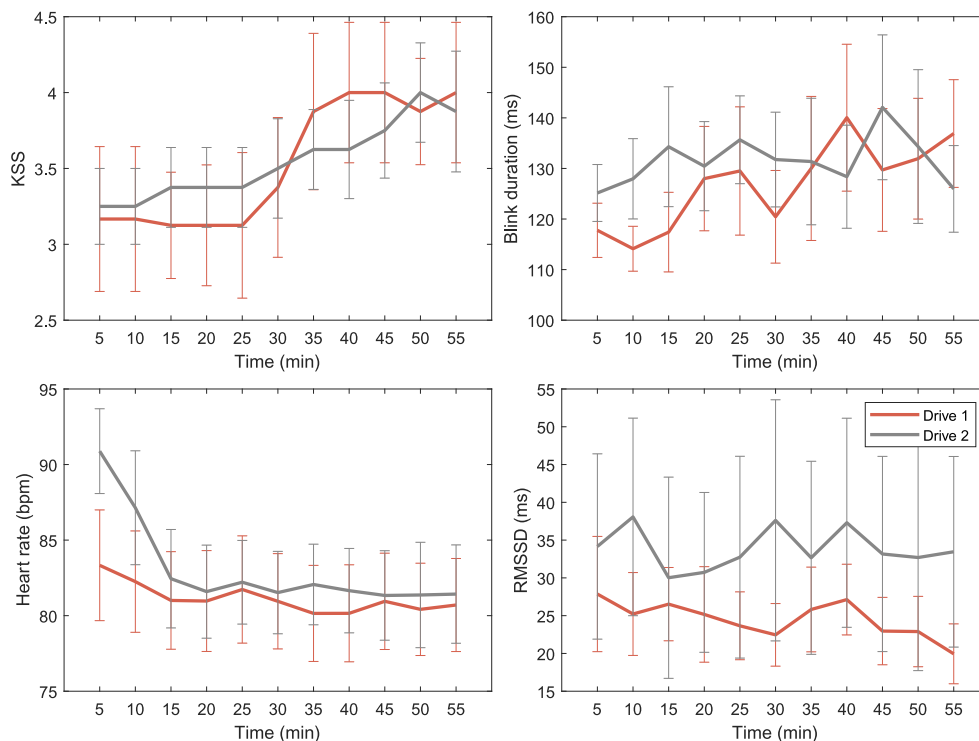 4.5
4
3.5
3
2.5
KSS
5 10 15 20 25 30 35 40 45 50 55
Time (min)
160
150
140
130
120
110
100
Blink duration (ms)
5 10 15 20 25 30 35 40 45 50 55
Time (min)
95
90
85
80
75
Heart rate (bpm)
5 10 15 20 25 30 35 40 45 50 55
Time (min)
55
50
45
40
35
30
25
20
15
RMSSD (ms)
Drive 1
Drive 2
5 10 15 20 25 30 35 40 45 50 55
Time (min)